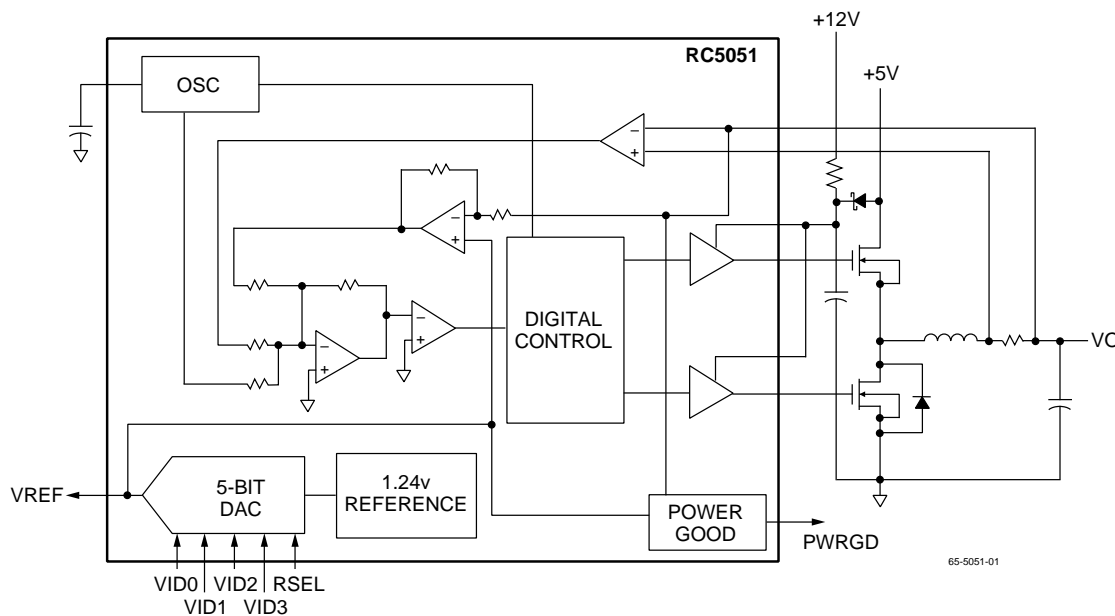 +12V
RC5051
+5V
OSC
−
+
−
+
DIGITAL
CONTROL
−
+
−
+
VO
5-BIT
DAC
1.24v
REFERENCE
VREF
POWER
GOOD
PWRGD
65-5051-01
VID0 VID2 RSEL
VID1 VID3